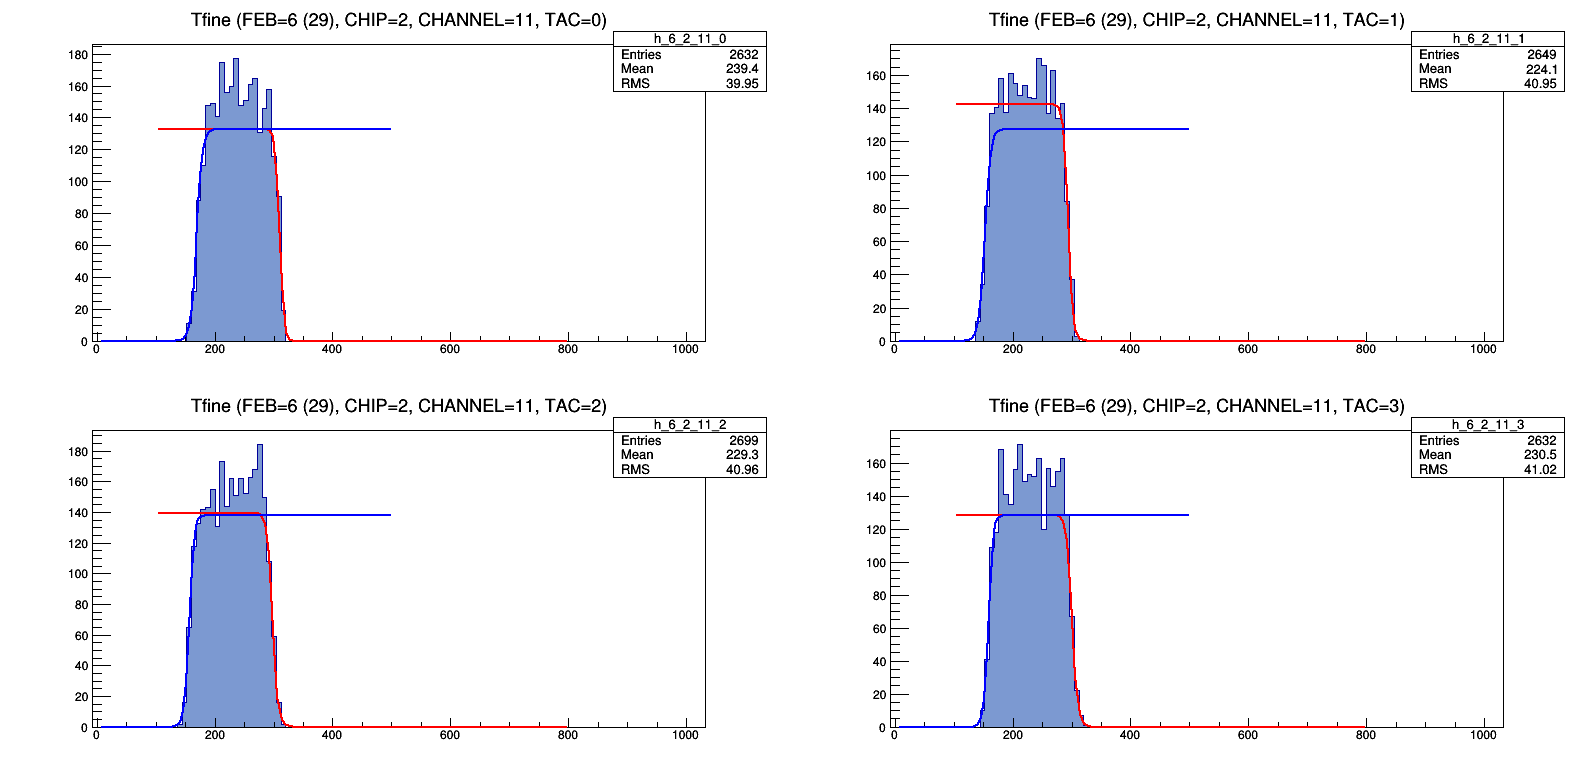 Tfine (FEB=6 (29), CHIP=2, CHANNEL=11, TAC=0)
h_6_2_11_0
Entries 2632
Mean 239.4
RMS 39.95
180
160
140
120
100
80
60
40
20
0
0 200 400 600 800 1000
Tfine (FEB=6 (29), CHIP=2, CHANNEL=11, TAC=1)
h_6_2_11_1
Entries 2649
Mean 224.1
RMS 40.95
160
140
120
100
80
60
40
20
0
0 200 400 600 800 1000
Tfine (FEB=6 (29), CHIP=2, CHANNEL=11, TAC=2)
h_6_2_11_2
Entries 2699
Mean 229.3
RMS 40.96
180
160
140
120
100
80
60
40
20
0
0 200 400 600 800 1000
Tfine (FEB=6 (29), CHIP=2, CHANNEL=11, TAC=3)
h_6_2_11_3
Entries 2632
Mean 230.5
RMS 41.02
160
140
120
100
80
60
40
20
0
0 200 400 600 800 1000